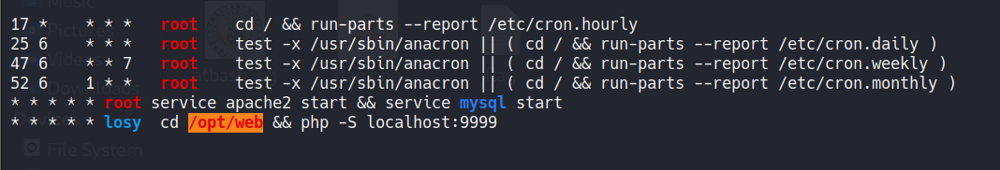 17 *    * * *   root    cd / && run-parts --report /etc/cron.hourly
25 6    * * *   root    test -x /usr/sbin/anacron || ( cd / && run-parts --report /etc/cron.daily )
47 6    * * 7   root    test -x /usr/sbin/anacron || ( cd / && run-parts --report /etc/cron.weekly )
52 6    1 * *   root    test -x /usr/sbin/anacron || ( cd / && run-parts --report /etc/cron.monthly )
* * * * * root service apache2 start && service mysql start
* * * * * losy  cd /opt/web && php -S localhost:9999
File System